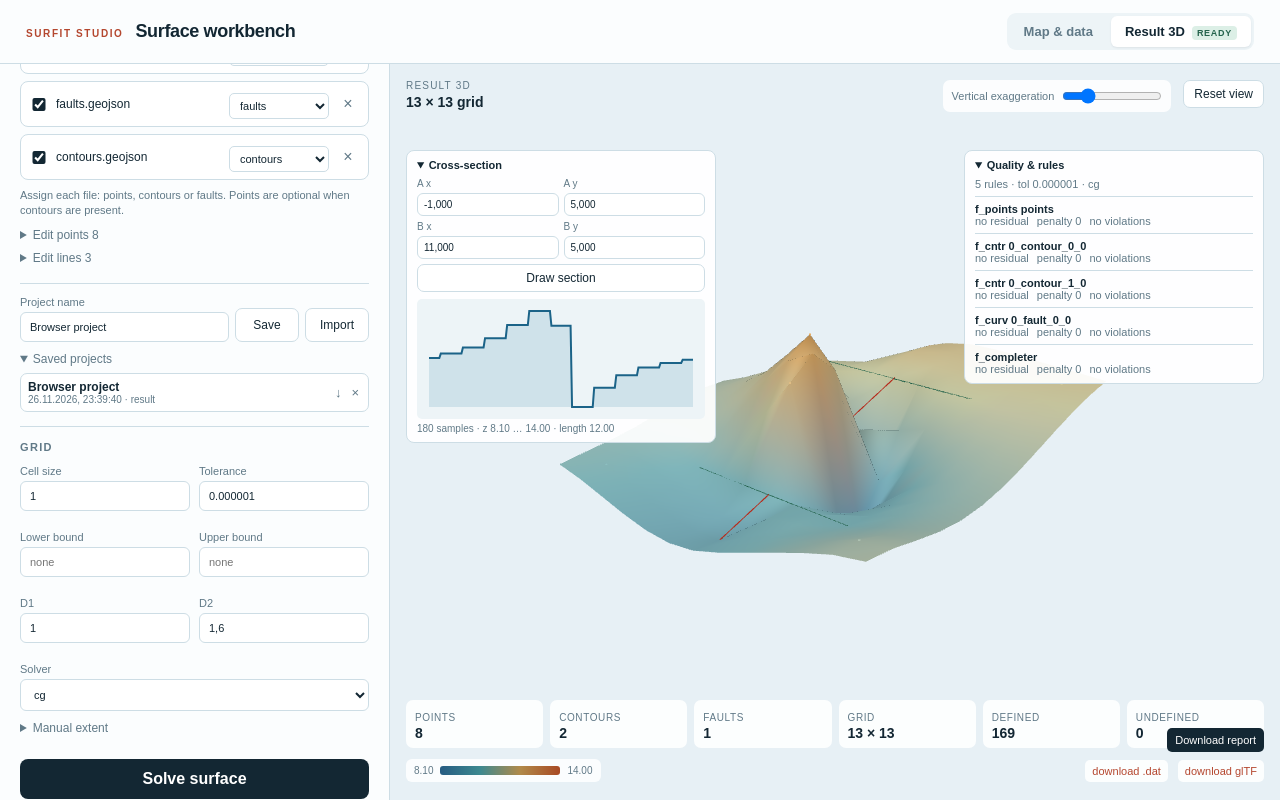 SURFIT STUDIO Surface workbench
Map & data
Result 3D READY
faults.geojson faults ×
contours.geojson contours ×
Assign each file: points, contours or faults. Points are optional when
contours are present.
Edit points 8
Edit lines 3
Project name
Browser project Save Import
Saved projects
Browser project
26.11.2026, 23:39:40 · result ↓ ×
GRID
Cell size Tolerance
1 0.000001
Lower bound Upper bound
none none
D1 D2
1 1,6
Solver
cg
Manual extent
Solve surface
RESULT 3D
13 × 13 grid
Vertical exaggeration
Reset view
Cross-section
A x A y
-1,000 5,000
B x B y
11,000 5,000
Draw section
180 samples · z 8.10 … 14.00 · length 12.00
Quality & rules
5 rules · tol 0.000001 · cg
f_points points
no residual penalty 0 no violations
f_cntr 0_contour_0_0
no residual penalty 0 no violations
f_cntr 0_contour_1_0
no residual penalty 0 no violations
f_curv 0_fault_0_0
no residual penalty 0 no violations
f_completer
no residual penalty 0 no violations
POINTS CONTOURS FAULTS GRID DEFINED UNDEFINED
8 2 1 13 × 13 169 0
Download report
8.10 14.00
download .dat download glTF